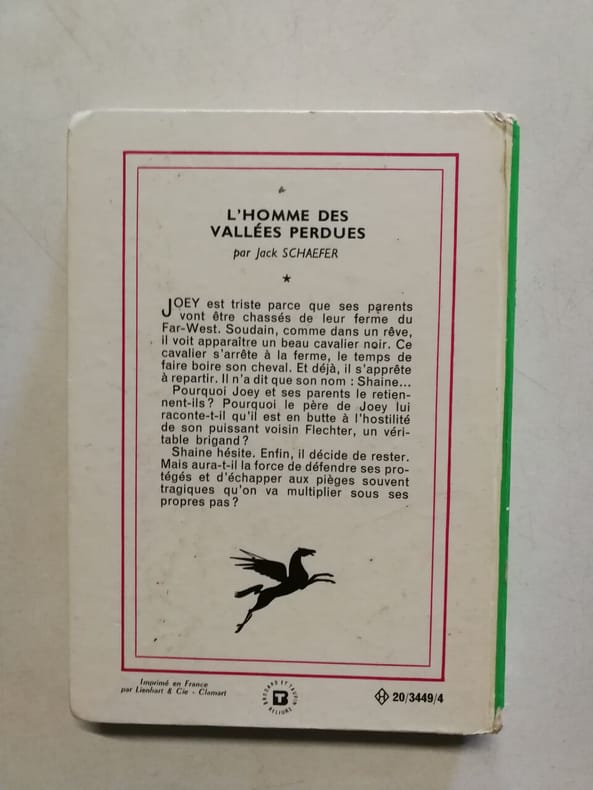 L'HOMME DES
VALLÉES PERDUES
par Jack SCHAEFER
★
JOEY est triste parce que ses parents
vont être chassés de leur ferme du
Far-West. Soudain, comme dans un rêve,
il voit apparaître un beau cavalier noir. Ce
cavalier s'arrête à la ferme, le temps de
faire boire son cheval. Et déjà, il s'apprête
à repartir. Il n'a dit que son nom : Shaine...
Pourquoi Joey et ses parents le retien-
nent-ils ? Pourquoi le père de Joey lui
raconte-t-il qu'il est en butte à l'hostilité
de son puissant voisin Flechter, un véri-
table brigand ?
Shaine hésite. Enfin, il décide de rester.
Mais aura-t-il la force de défendre ses pro-
tégés et d'échapper aux pièges souvent
tragiques qu'on va multiplier sous ses
propres pas ?
Imprimé en France
par Lienhart & Cie - Clamart
BRODARD ET TAUPIN
BT
RELIURE
H 20/3449/4